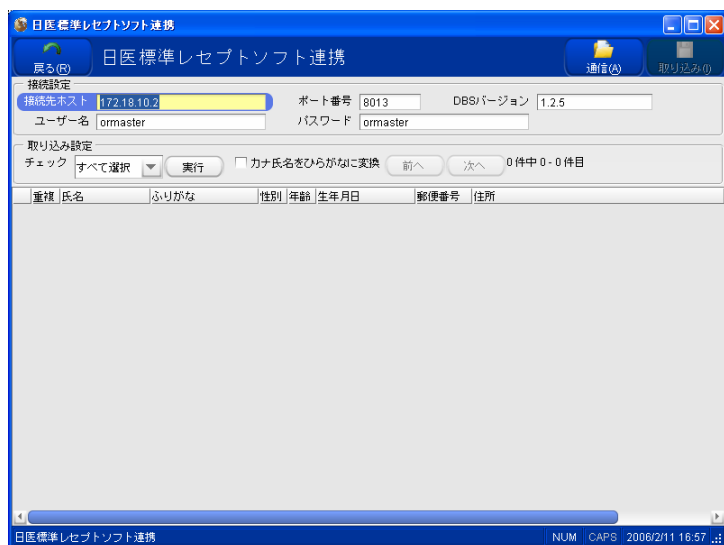 日医標準レセプトソフト連携
戻る(R) 日医標準レセプトソフト連携 通信(A) 取り込み(I)
接続設定
接続先ホスト 172.18.10.2 ポート番号 8013 DBSバージョン 1.2.5
ユーザー名 ormaster パスワード ormaster
取り込み設定
チェック すべて選択 実行 カナ氏名をひらがなに変換 前へ 次へ 0件中 0 - 0件目
重複 氏名 ふりがな 性別 年齢 生年月日 郵便番号 住所
日医標準レセプトソフト連携 NUM CAPS 2006/2/11 16:57